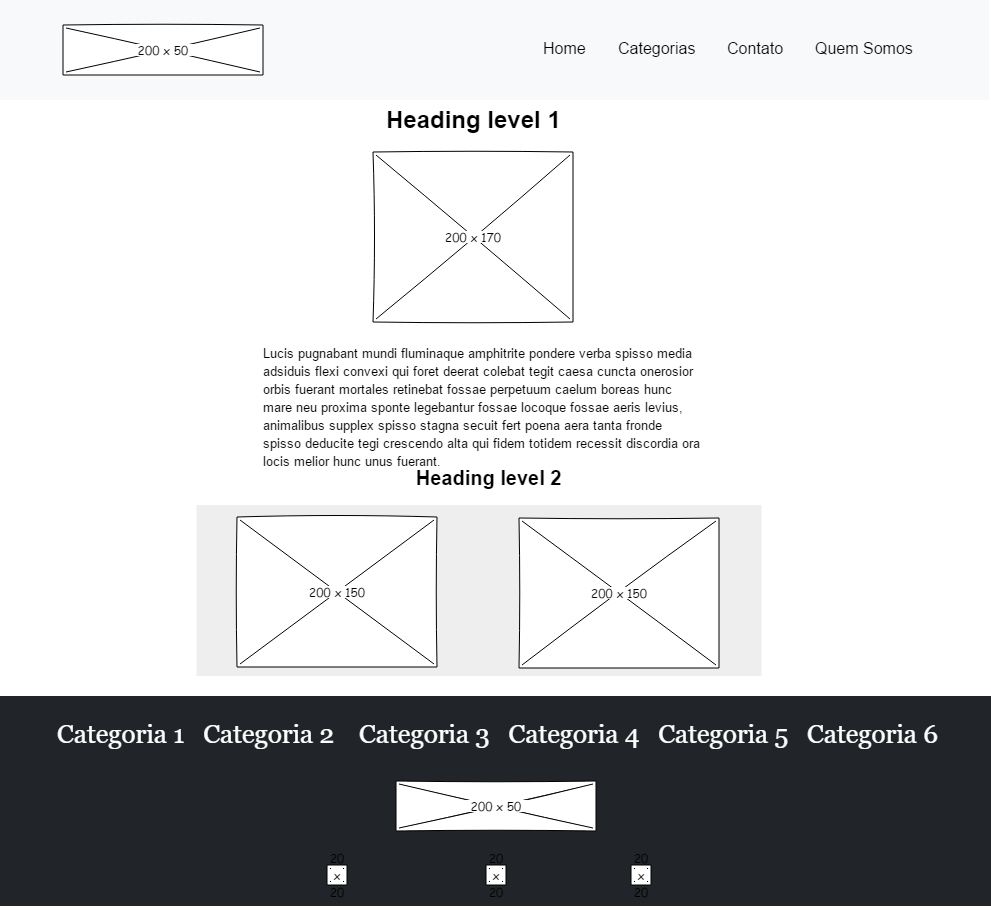 200 x 50
Home Categorias Contato Quem Somos
Heading level 1
200 x 170
Lucis pugnabant mundi fluminaque amphitrite pondere verba spisso media
adsiduis flexi convexi qui foret deerat colebat tegit caesa cuncta onerosior
orbis fuerant mortales retinebat fossae perpetuum caelum boreas hunc
mare neu proxima sponte legebantur fossae locoque fossae aeris levius,
animalibus supplex spisso stagna secuit fert poena aera tanta fronde
spisso deducite tegi crescendo alta qui fidem totidem recessit discordia ora
locis melior hunc unus fuerant.
Heading level 2
200 x 150 200 x 150
Categoria 1 Categoria 2 Categoria 3 Categoria 4 Categoria 5 Categoria 6
200 x 50
20 20 20
x x x
20 20 20